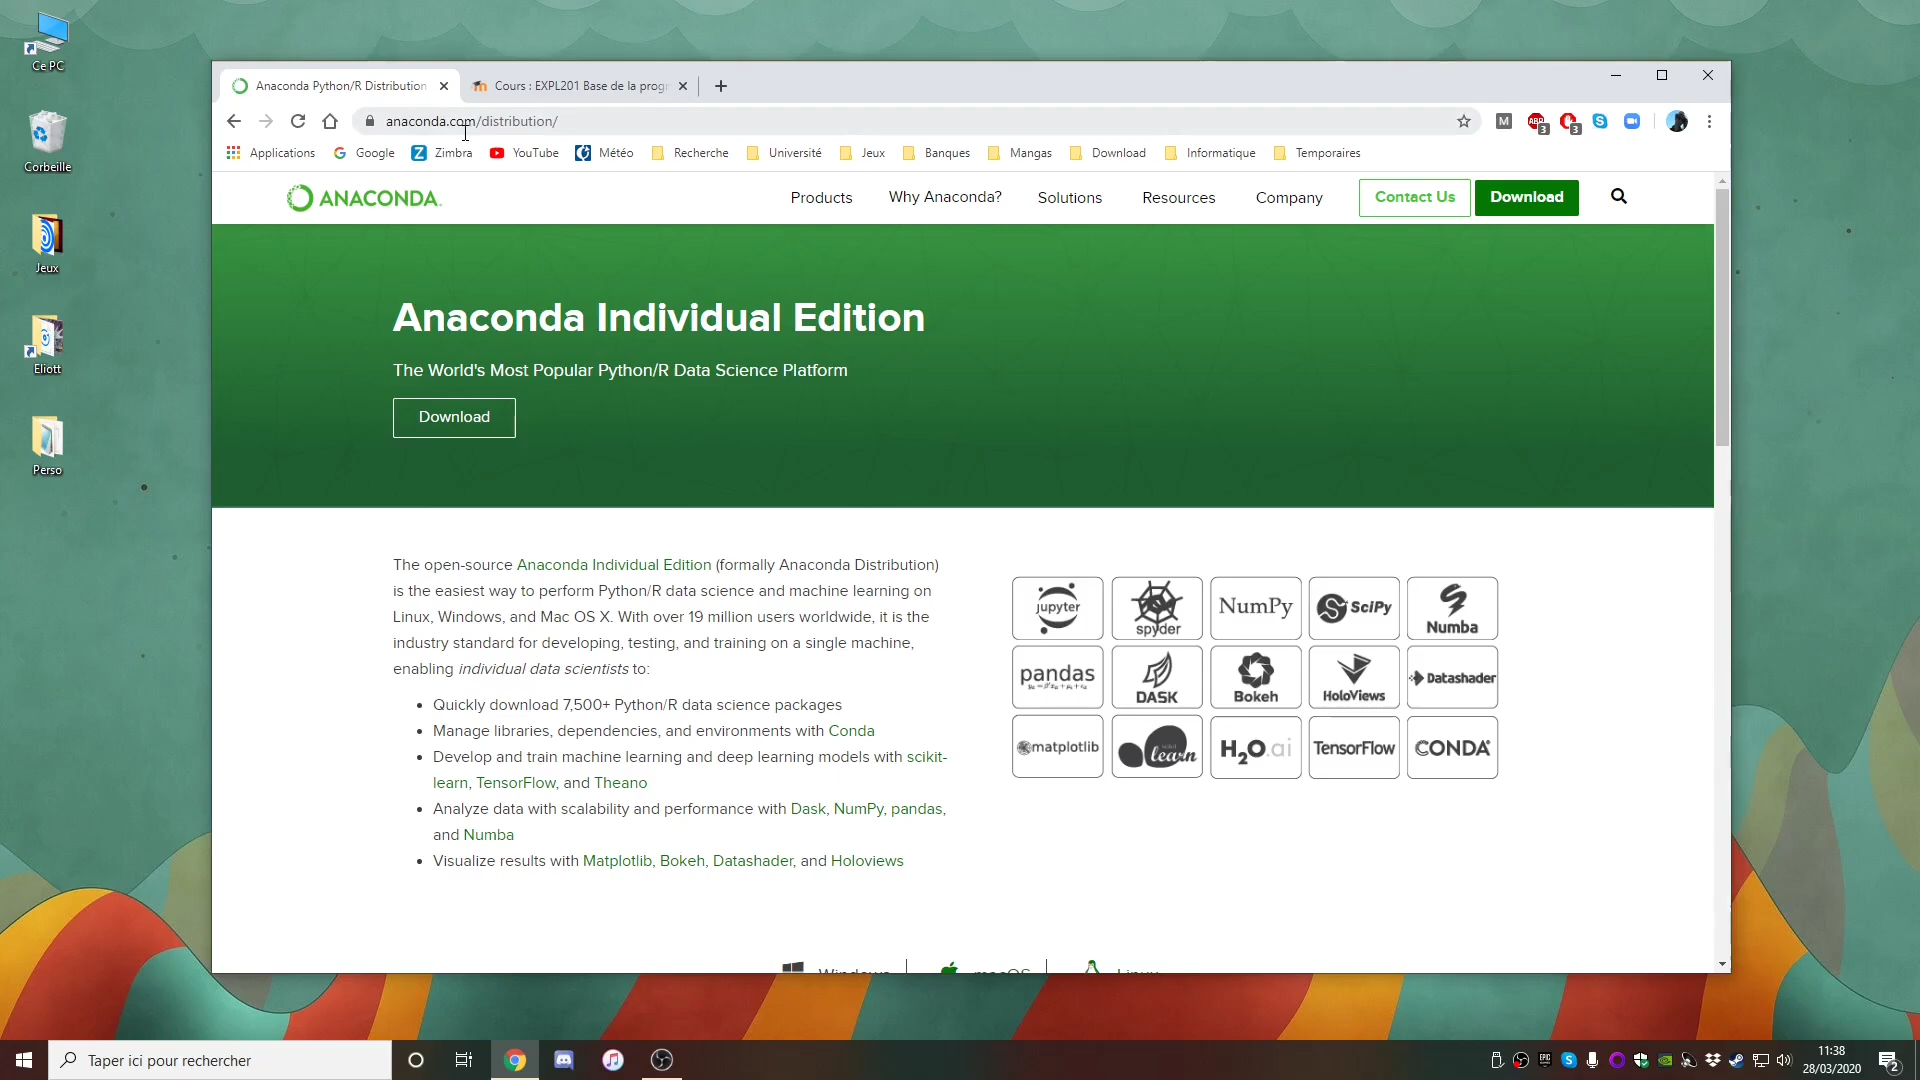 Ce PC
Corbeille
Jeux
Eliott
Perso
Anaconda Python/R Distribution
Cours : EXPL201 Base de la progr
anaconda.com/distribution/
M
ABP
3
3
Applications
Google
Zimbra
YouTube
Météo
Recherche
Université
Jeux
Banques
Mangas
Download
Informatique
Temporaires
ANACONDA.
Products
Why Anaconda?
Solutions
Resources
Company
Contact Us
Download
Anaconda Individual Edition
The World's Most Popular Python/R Data Science Platform
Download
The open-source Anaconda Individual Edition (formally Anaconda Distribution)
is the easiest way to perform Python/R data science and machine learning on
Linux, Windows, and Mac OS X. With over 19 million users worldwide, it is the
industry standard for developing, testing, and training on a single machine,
enabling individual data scientists to:
Quickly download 7,500+ Python/R data science packages
Manage libraries, dependencies, and environments with Conda
Develop and train machine learning and deep learning models with scikit-
learn, TensorFlow, and Theano
Analyze data with scalability and performance with Dask, NumPy, pandas,
and Numba
Visualize results with Matplotlib, Bokeh, Datashader, and Holoviews
jupyter
spyder
NumPy
SciPy
Numba
pandas
DASK
Bokeh
HoloViews
Datashader
matplotlib
learn
H2O.ai
TensorFlow
CONDA
Windows
macOS
Linux
Taper ici pour rechercher
EPIC
11:38
28/03/2020
2